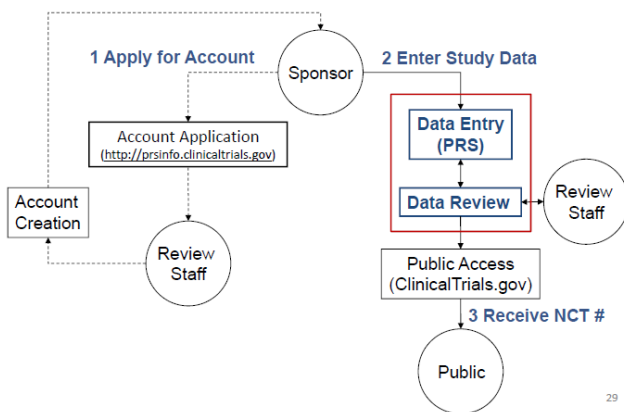 1 Apply for Account
2 Enter Study Data
Sponsor
Account Application
(http://prsinfo.clinicaltrials.gov)
Data Entry
(PRS)
Account
Creation
Review
Staff
Data Review
Review
Staff
Public Access
(ClinicalTrials.gov)
3 Receive NCT #
Public
29